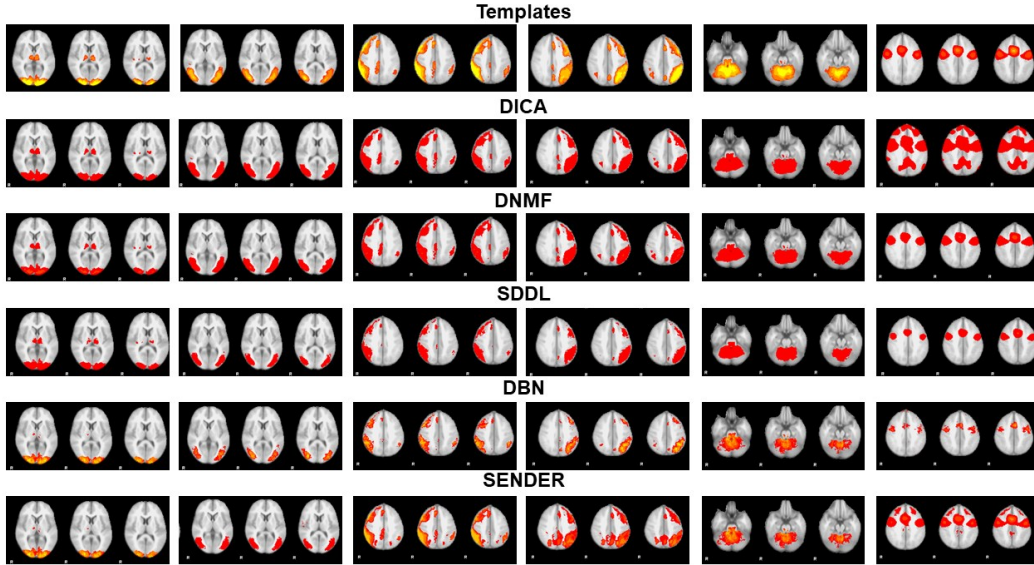 Templates
DICA
DNMF
SDDL
DBN
SENDER